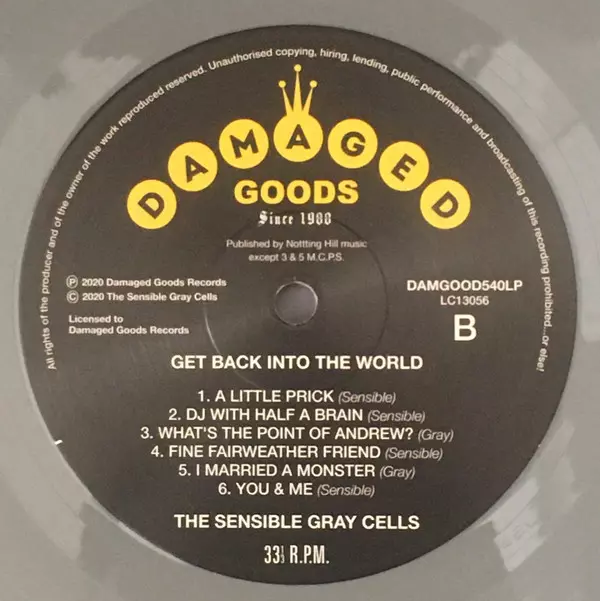 All rights of the producer and of the owner of the work reproduced reserved. Unauthorised copying, hiring, lending, public performance and broadcasting of this recording prohibited...or else!
DAMAGED
GOODS
Since 1988
Published by Nottting Hill music
except 3 & 5 M.C.P.S.
Ⓟ 2020 Damaged Goods Records
© 2020 The Sensible Gray Cells
Licensed to
Damaged Goods Records
DAMGOOD540LP
LC13056
B
GET BACK INTO THE WORLD
1. A LITTLE PRICK (Sensible)
2. DJ WITH HALF A BRAIN (Sensible)
3. WHAT'S THE POINT OF ANDREW? (Gray)
4. FINE FAIRWEATHER FRIEND (Sensible)
5. I MARRIED A MONSTER (Gray)
6. YOU & ME (Sensible)
THE SENSIBLE GRAY CELLS
33⅓ R.P.M.